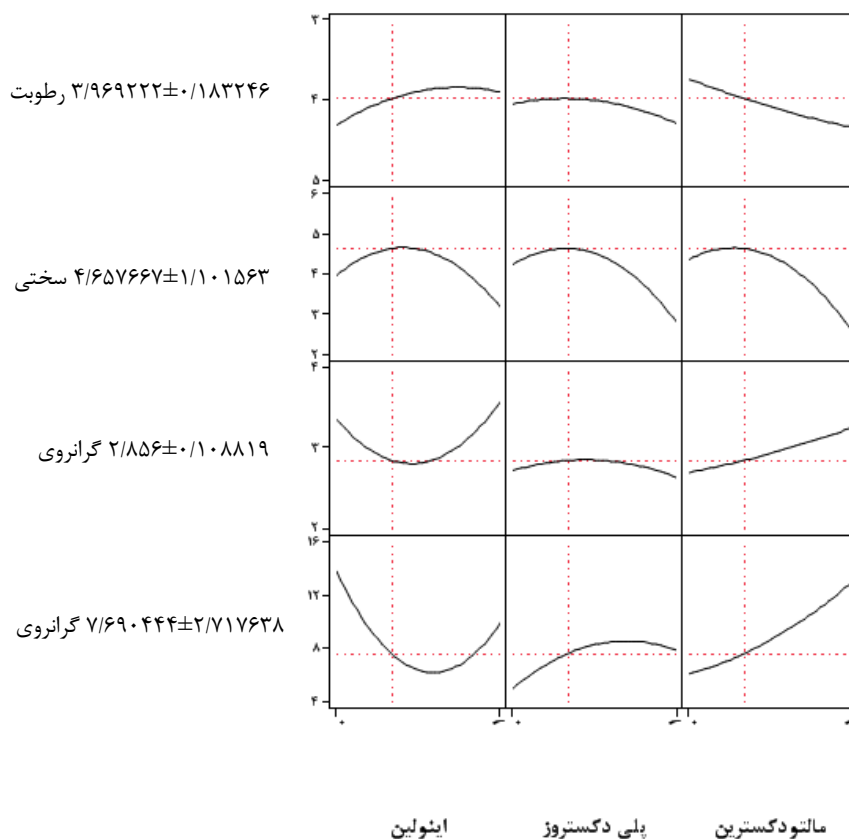 ۳
۳/۹۶۹۲۲۲±۰/۱۸۳۲۴۶ رطوبت
۴
۵
۶
۵
۴/۶۵۷۶۶۷±۱/۱۰۱۵۶۳ سختی
۴
۳
۲
۴
۲/۸۵۶±۰/۱۰۸۸۱۹ گرانروی
۳
۲
۱۶
۱۲
۷/۶۹۰۴۴۴±۲/۷۱۷۶۳۸ گرانروی
۸
۴
اینولین
پلی دکستروز
مالتودکسترین